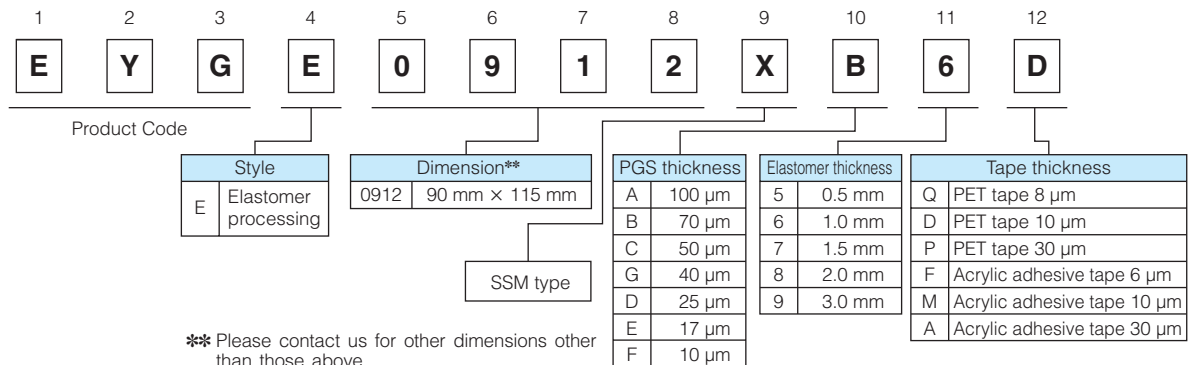 1 2 3 4 5 6 7 8 9 10 11 12
E Y G E 0 9 1 2 X B 6 D
Product Code
Style
E Elastomer processing
Dimension**
0912 90 mm × 115 mm
SSM type
PGS thickness
A 100 µm
B 70 µm
C 50 µm
G 40 µm
D 25 µm
E 17 µm
F 10 µm
Elastomer thickness
5 0.5 mm
6 1.0 mm
7 1.5 mm
8 2.0 mm
9 3.0 mm
Tape thickness
Q PET tape 8 µm
D PET tape 10 µm
P PET tape 30 µm
F Acrylic adhesive tape 6 µm
M Acrylic adhesive tape 10 µm
A Acrylic adhesive tape 30 µm
** Please contact us for other dimensions other
than those above